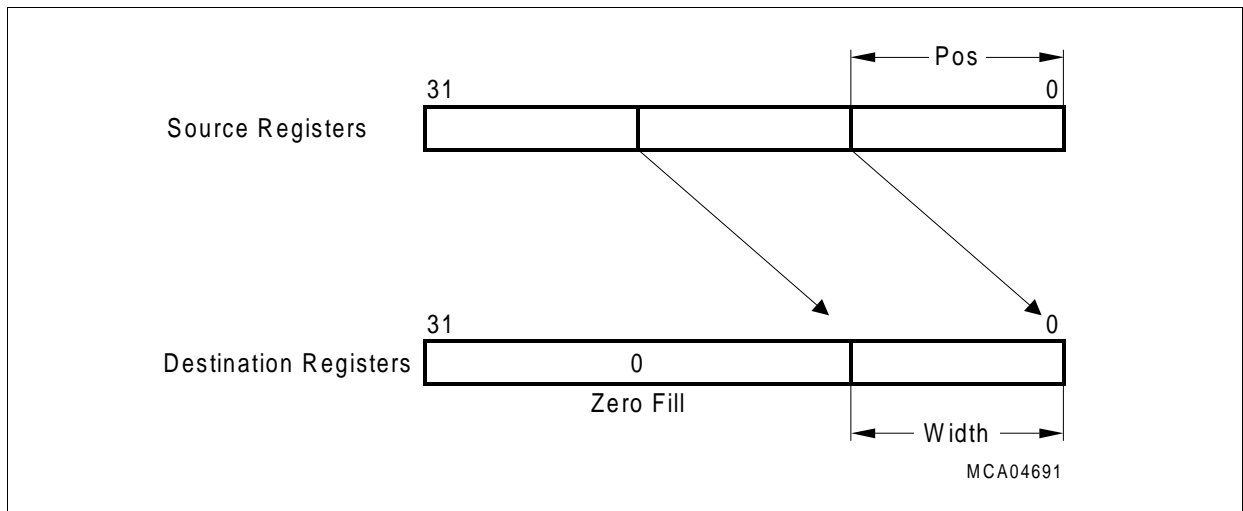 Pos
31 0
Source Registers
31 0
Destination Registers 0
Zero Fill
Width
MCA04691